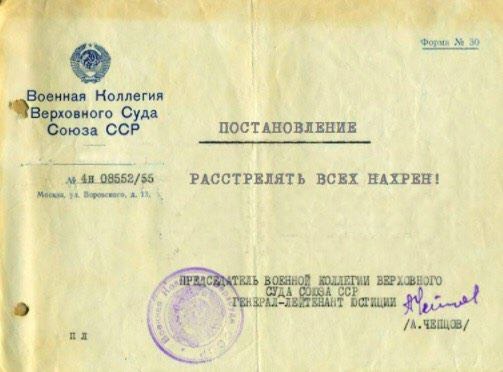 Форма № 30
Военная Коллегия
Верховного Суда
Союза ССР
№ 4н 08552/55
Москва, ул. Воровского, д. 13.
ПОСТАНОВЛЕНИЕ
РАССТРЕЛЯТЬ ВСЕХ НАХРЕН!
ПРЕДСЕДАТЕЛЬ ВОЕННОЙ КОЛЛЕГИИ ВЕРХОВНОГО
СУДА СОЮЗА ССР
ГЕНЕРАЛ-ЛЕЙТЕНАНТ ЮСТИЦИИ
/А.ЧЕПЦОВ/
П Л